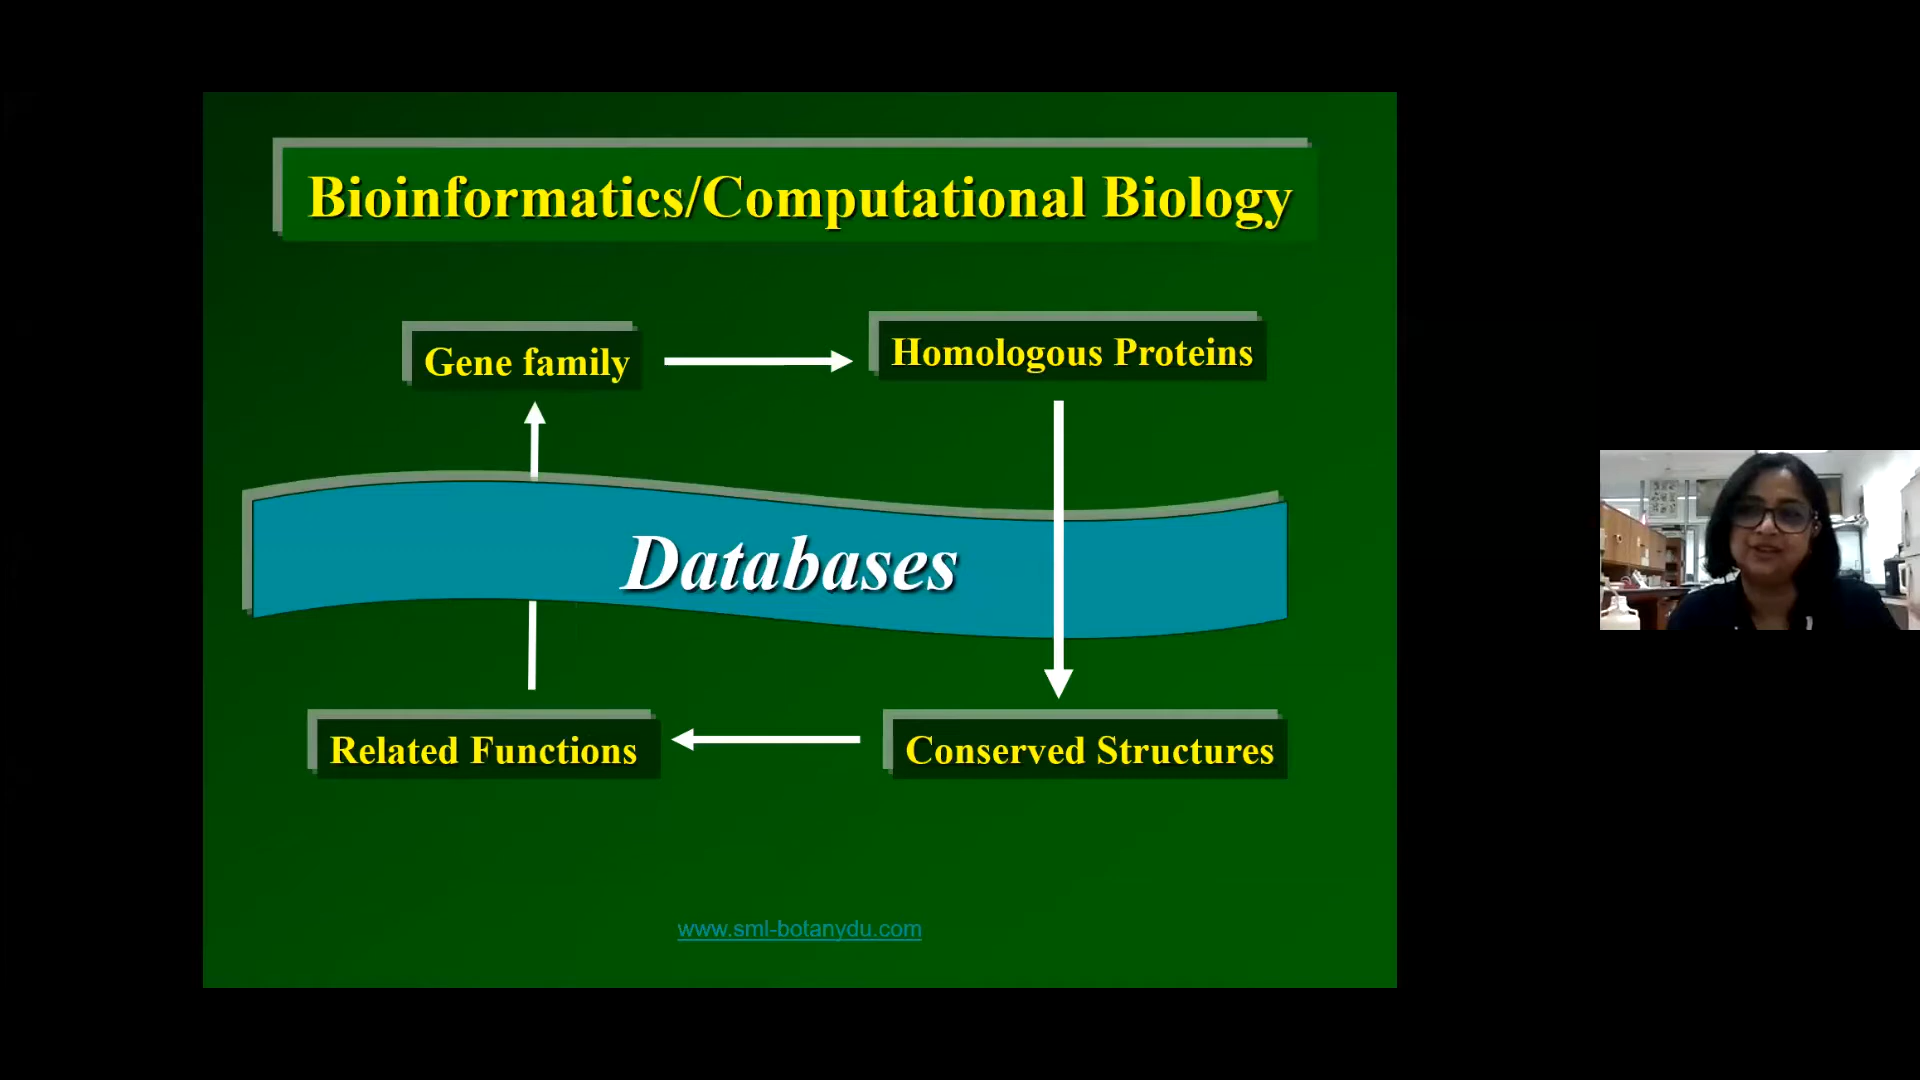 Bioinformatics/Computational Biology
Gene family
Homologous Proteins
Databases
Related Functions
Conserved Structures
www.sml-botanydu.com